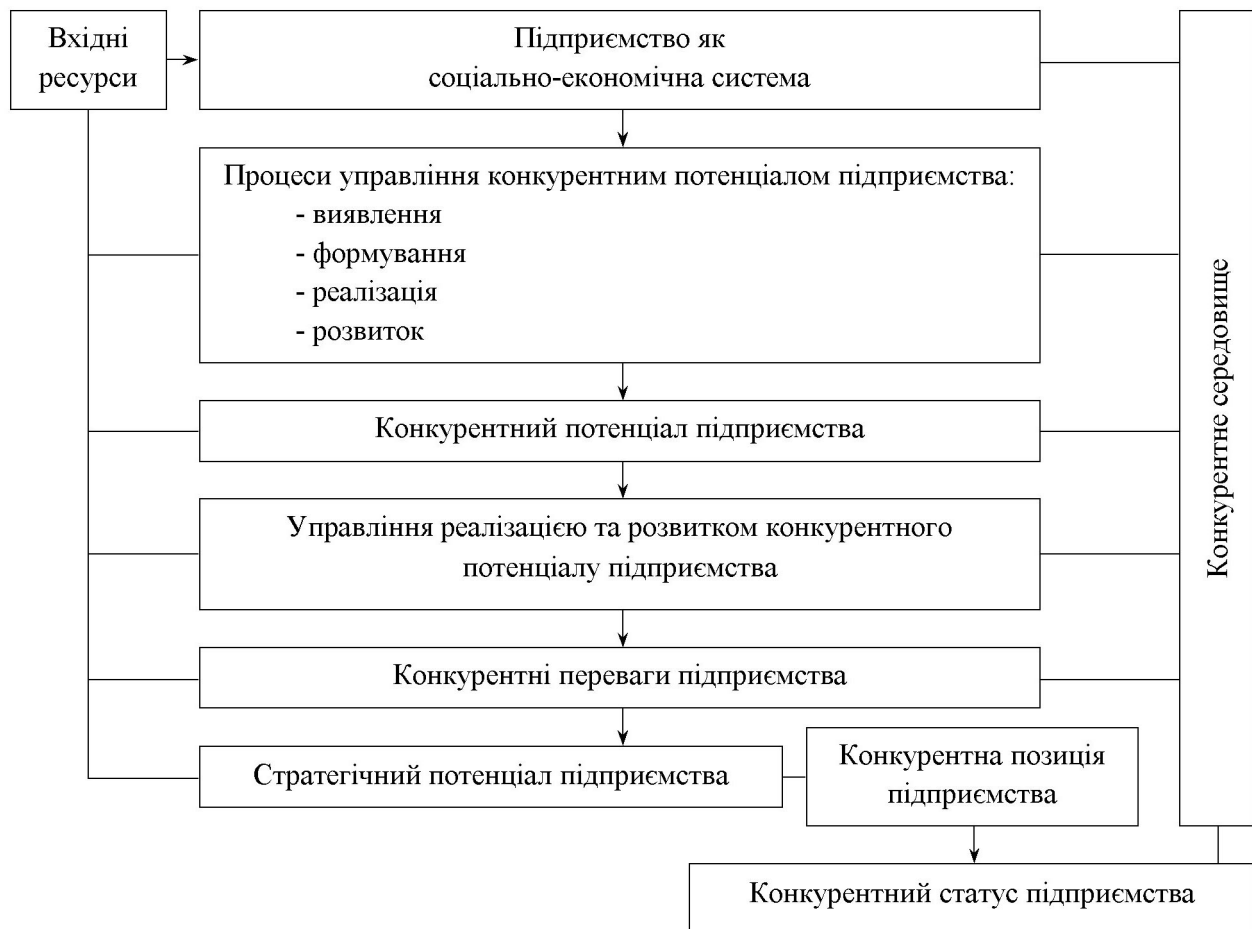 Вхідні
ресурси
Підприємство як
соціально-економічна система
Процеси управління конкурентним потенціалом підприємства:
- виявлення
- формування
- реалізація
- розвиток
Конкурентний потенціал підприємства
Управління реалізацією та розвитком конкурентного
потенціалу підприємства
Конкурентні переваги підприємства
Стратегічний потенціал підприємства
Конкурентна позиція
підприємства
Конкурентний статус підприємства
Конкурентне середовище